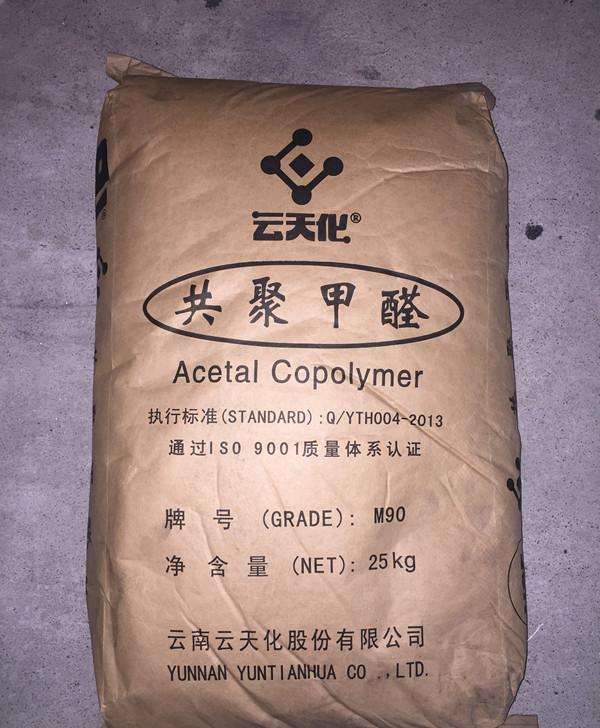 云天化®
共聚甲醛
Acetal Copolymer
执行标准(STANDARD):Q/YTH004-2013
通过ISO 9001质量体系认证
牌 号 (GRADE): M90
净 含 量 (NET): 25kg
云南云天化股份有限公司
YUNNAN YUNTIANHUA CO .,LTD.